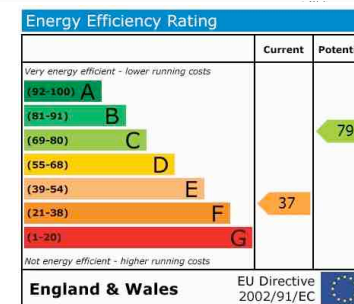 Energy Efficiency Rating
Current Potent
Very energy efficient - lower running costs
(92-100) A
(81-91) B
(69-80) C
79
(55-68) D
(39-54) E
37
(21-38) F
(1-20) G
Not energy efficient - higher running costs
England & Wales
EU Directive
2002/91/EC